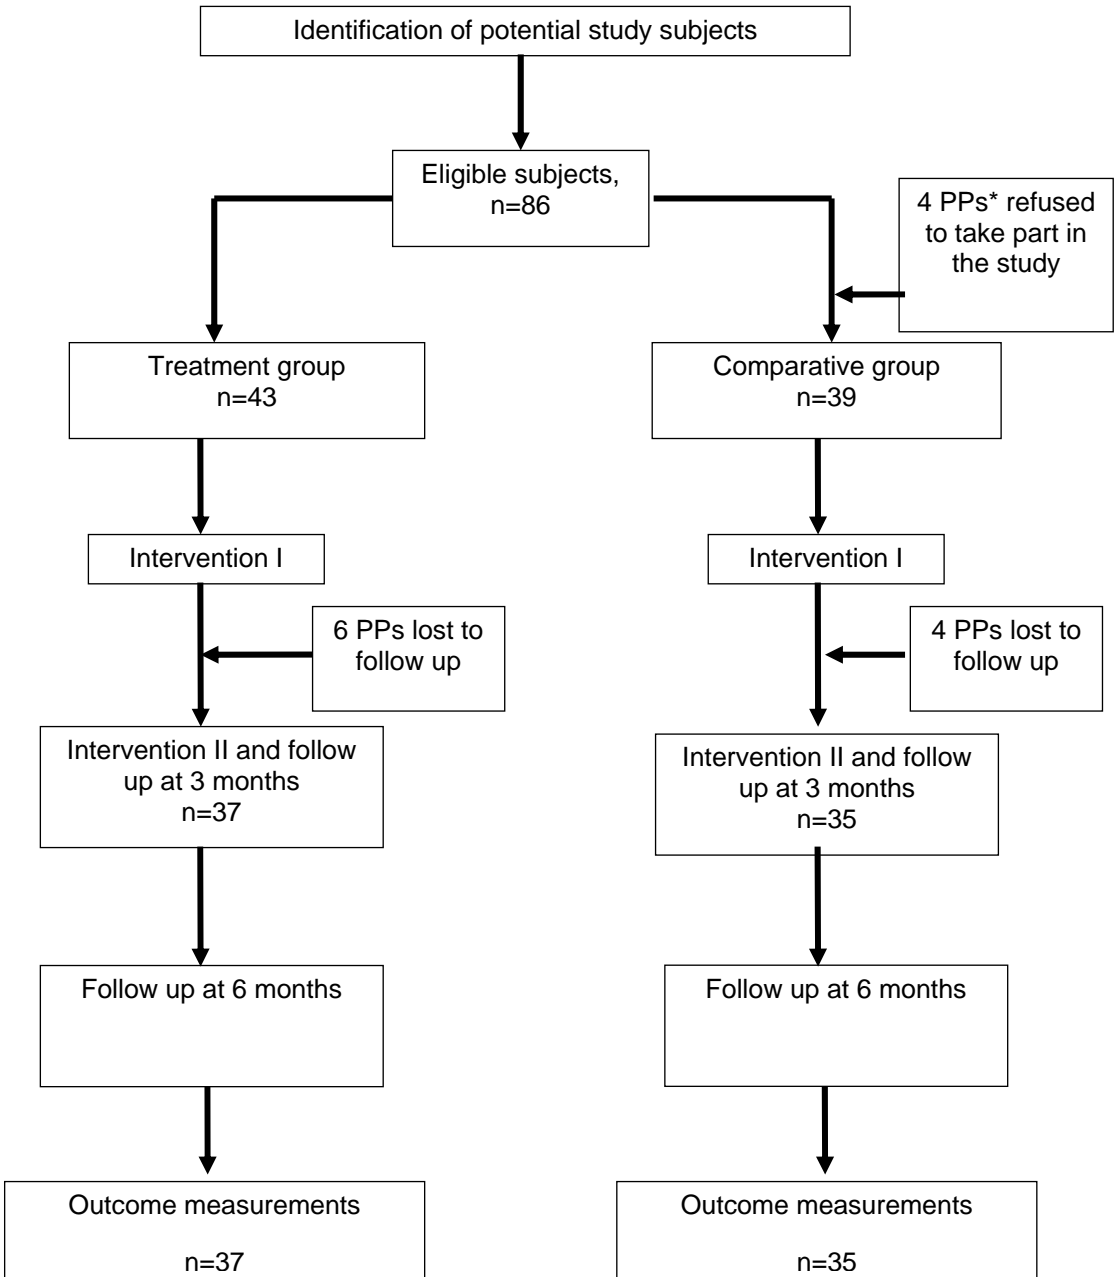 Identification of potential study subjects
Eligible subjects,
n=86
4 PPs* refused
to take part in
the study
Treatment group
n=43
Comparative group
n=39
Intervention I
Intervention I
6 PPs lost to
follow up
4 PPs lost to
follow up
Intervention II and follow
up at 3 months
n=37
Intervention II and follow
up at 3 months
n=35
Follow up at 6 months
Follow up at 6 months
Outcome measurements
n=37
Outcome measurements
n=35